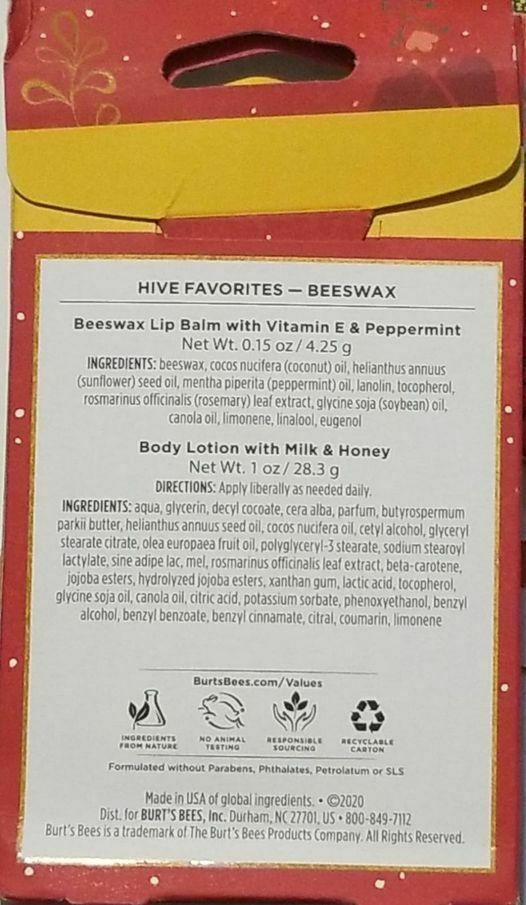 HIVE FAVORITES — BEESWAX
Beeswax Lip Balm with Vitamin E & Peppermint
Net Wt. 0.15 oz / 4.25 g
INGREDIENTS: beeswax, cocos nucifera (coconut) oil, helianthus annuus
(sunflower) seed oil, mentha piperita (peppermint) oil, lanolin, tocopherol,
rosmarinus officinalis (rosemary) leaf extract, glycine soja (soybean) oil,
canola oil, limonene, linalool, eugenol
Body Lotion with Milk & Honey
Net Wt. 1 oz / 28.3 g
DIRECTIONS: Apply liberally as needed daily.
INGREDIENTS: aqua, glycerin, decyl cocoate, cera alba, parfum, butyrospermum
parkii butter, helianthus annuus seed oil, cocos nucifera oil, cetyl alcohol, glyceryl
stearate citrate, olea europaea fruit oil, polyglyceryl-3 stearate, sodium stearoyl
lactylate, sine adipe lac, mel, rosmarinus officinalis leaf extract, beta-carotene,
jojoba esters, hydrolyzed jojoba esters, xanthan gum, lactic acid, tocopherol,
glycine soja oil, canola oil, citric acid, potassium sorbate, phenoxyethanol, benzyl
alcohol, benzyl benzoate, benzyl cinnamate, citral, coumarin, limonene
BurtsBees.com/Values
INGREDIENTS FROM NATURE
NO ANIMAL TESTING
RESPONSIBLE SOURCING
RECYCLABLE CARTON
Formulated without Parabens, Phthalates, Petrolatum or SLS
Made in USA of global ingredients. • ©2020
Dist. for BURT'S BEES, Inc. Durham, NC 27701, US • 800-849-7112
Burt's Bees is a trademark of The Burt's Bees Products Company. All Rights Reserved.